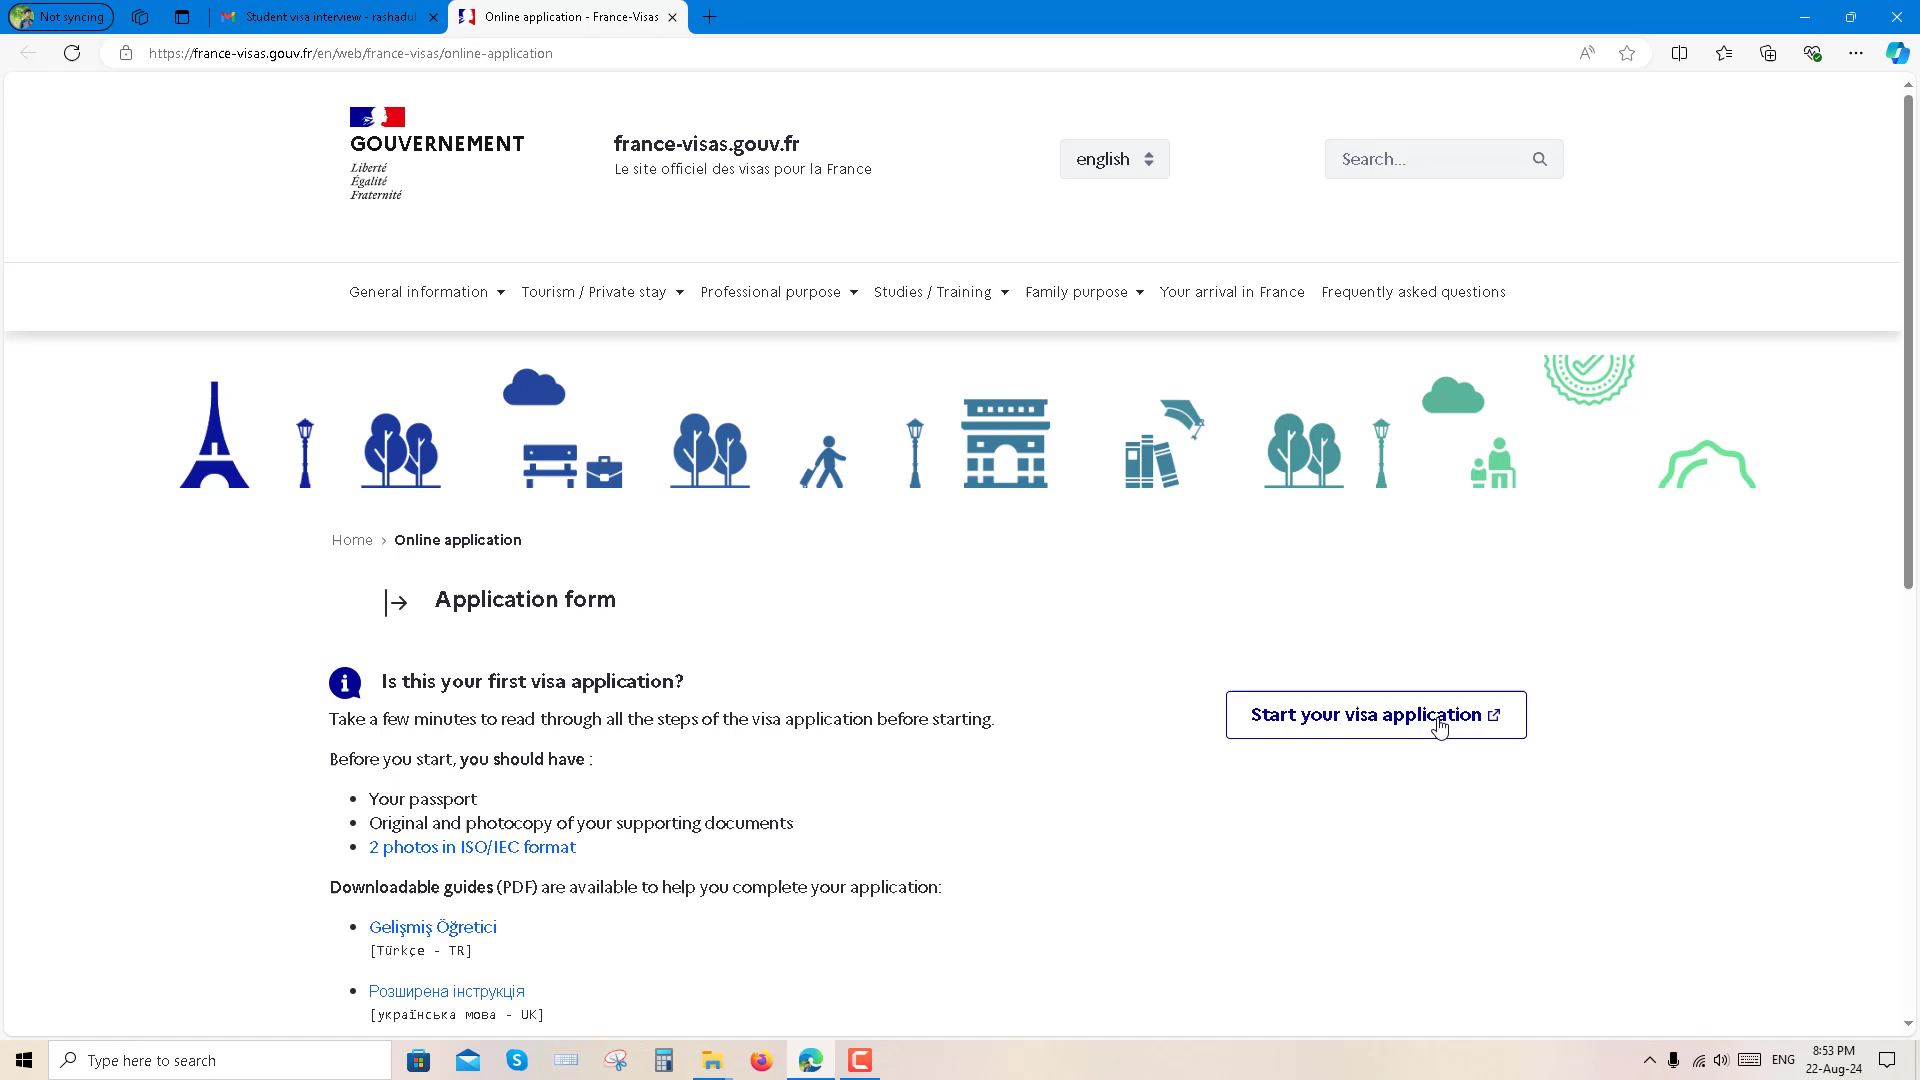 Not syncing
Student visa interview - rashadul
Online application - France-Visas
https://france-visas.gouv.fr/en/web/france-visas/online-application
GOUVERNEMENT
Liberté
Égalité
Fraternité
france-visas.gouv.fr
Le site officiel des visas pour la France
english
Search...
General information
Tourism / Private stay
Professional purpose
Studies / Training
Family purpose
Your arrival in France
Frequently asked questions
Home > Online application
Application form
Is this your first visa application?
Take a few minutes to read through all the steps of the visa application before starting.
Start your visa application
Before you start, you should have :
Your passport
Original and photocopy of your supporting documents
2 photos in ISO/IEC format
Downloadable guides (PDF) are available to help you complete your application:
Gelişmiş Öğretici
[Türkçe - TR]
Розширена інструкція
[українська мова - UK]
Type here to search
ENG
8:53 PM
22-Aug-24